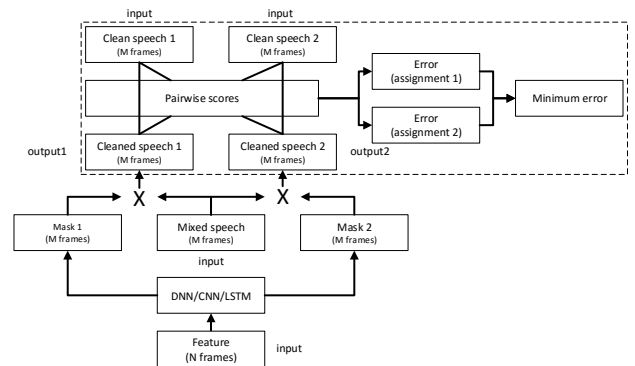 input
input
Clean speech 1
(M frames)
Clean speech 2
(M frames)
Pairwise scores
Error
(assignment 1)
Error
(assignment 2)
Minimum error
output1
Cleaned speech 1
(M frames)
Cleaned speech 2
(M frames)
output2
X
X
Mask 1
(M frames)
Mixed speech
(M frames)
Mask 2
(M frames)
input
DNN/CNN/LSTM
Feature
(N frames)
input